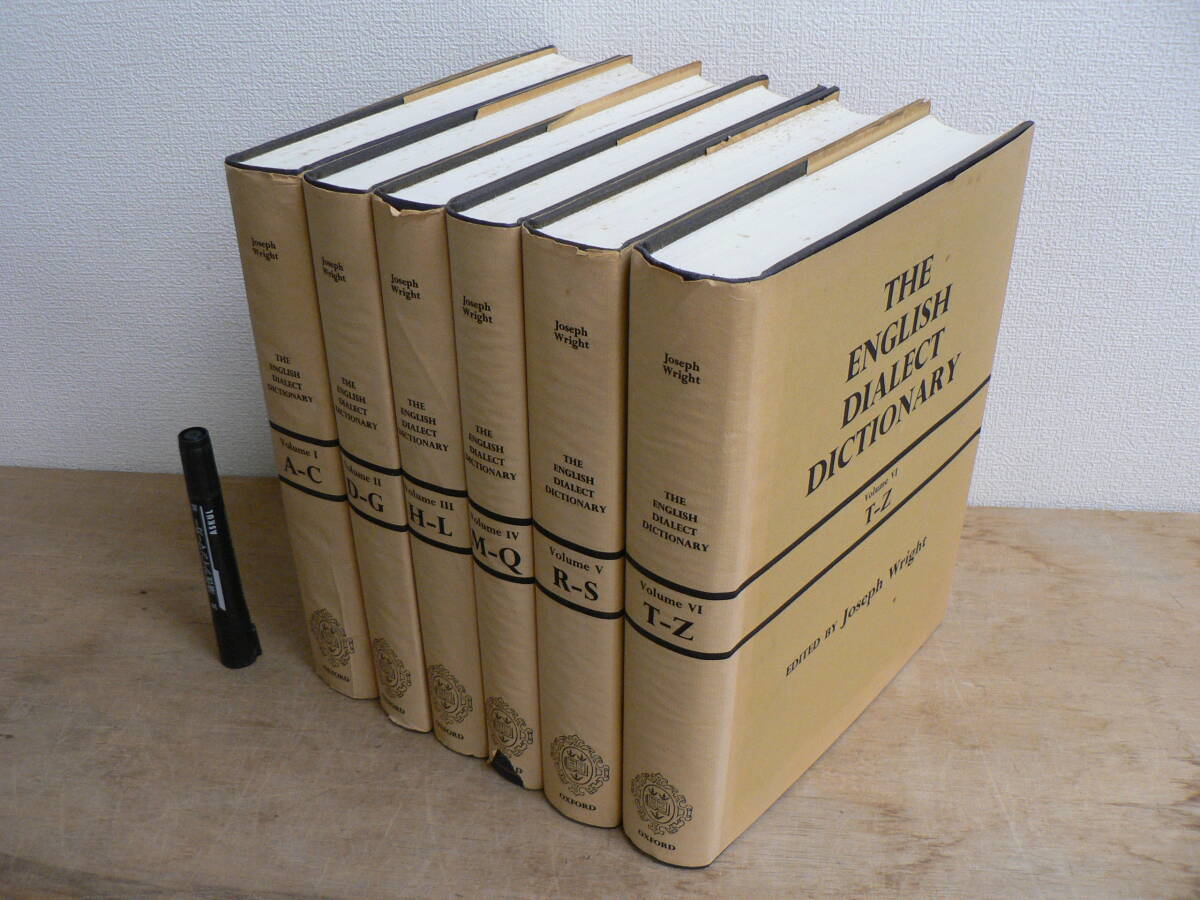 Joseph
Wright
THE
ENGLISH
DIALECT
DICTIONARY
Volume I
A-C
OXFORD
Joseph
Wright
THE
ENGLISH
DIALECT
DICTIONARY
Volume II
D-G
OXFORD
Joseph
Wright
THE
ENGLISH
DIALECT
DICTIONARY
Volume III
H-L
OXFORD
Joseph
Wright
THE
ENGLISH
DIALECT
DICTIONARY
Volume IV
M-Q
Joseph
Wright
THE
ENGLISH
DIALECT
DICTIONARY
Volume V
R-S
OXFORD
Joseph
Wright
THE
ENGLISH
DIALECT
DICTIONARY
Volume VI
T-Z
OXFORD
THE
ENGLISH
DIALECT
DICTIONARY
Volume VI
T-Z
EDITED BY Joseph Wright
ASKUL